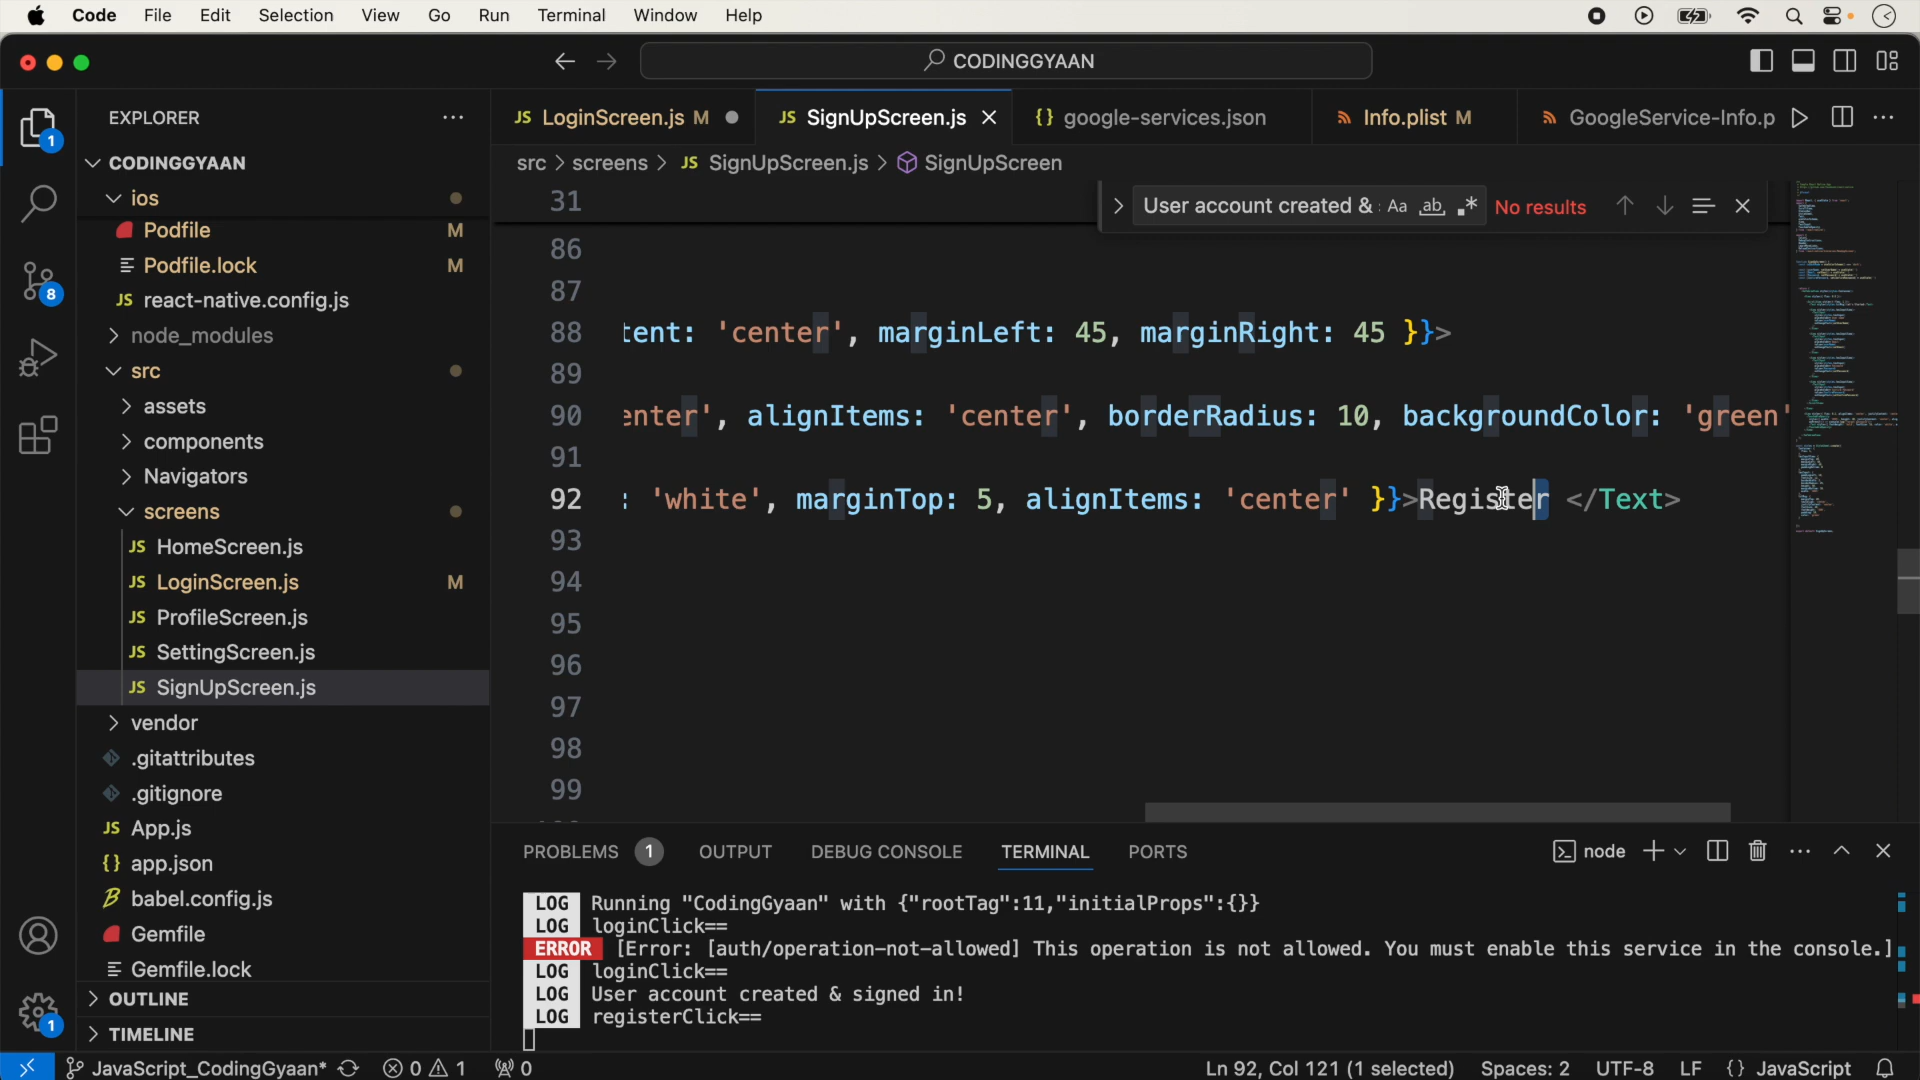 Code File Edit Selection View Go Run Terminal Window Help
CODINGGYAAN
EXPLORER
JS LoginScreen.js M
JS SignUpScreen.js
{} google-services.json
Info.plist M
GoogleService-Info.p
src > screens > JS SignUpScreen.js > SignUpScreen
User account created & Aa ab .* No results
CODINGGYAAN
ios
Podfile M
Podfile.lock M
JS react-native.config.js
node_modules
src
assets
components
Navigators
screens
JS HomeScreen.js
JS LoginScreen.js M
JS ProfileScreen.js
JS SettingScreen.js
JS SignUpScreen.js
vendor
.gitattributes
.gitignore
JS App.js
{} app.json
babel.config.js
Gemfile
Gemfile.lock
OUTLINE
TIMELINE
1
8
1
31
86
87
88 tent: 'center', marginLeft: 45, marginRight: 45 }}>
89
90 enter', alignItems: 'center', borderRadius: 10, backgroundColor: 'green'
91
92 : 'white', marginTop: 5, alignItems: 'center' }}>Register </Text>
93
94
95
96
97
98
99
PROBLEMS 1 OUTPUT DEBUG CONSOLE TERMINAL PORTS node
LOG Running "CodingGyaan" with {"rootTag":11,"initialProps":{}}
LOG loginClick==
ERROR [Error: [auth/operation-not-allowed] This operation is not allowed. You must enable this service in the console.]
LOG loginClick==
LOG User account created & signed in!
LOG registerClick==
JavaScript_CodingGyaan* 0 1 0 Ln 92, Col 121 (1 selected) Spaces: 2 UTF-8 LF {} JavaScript